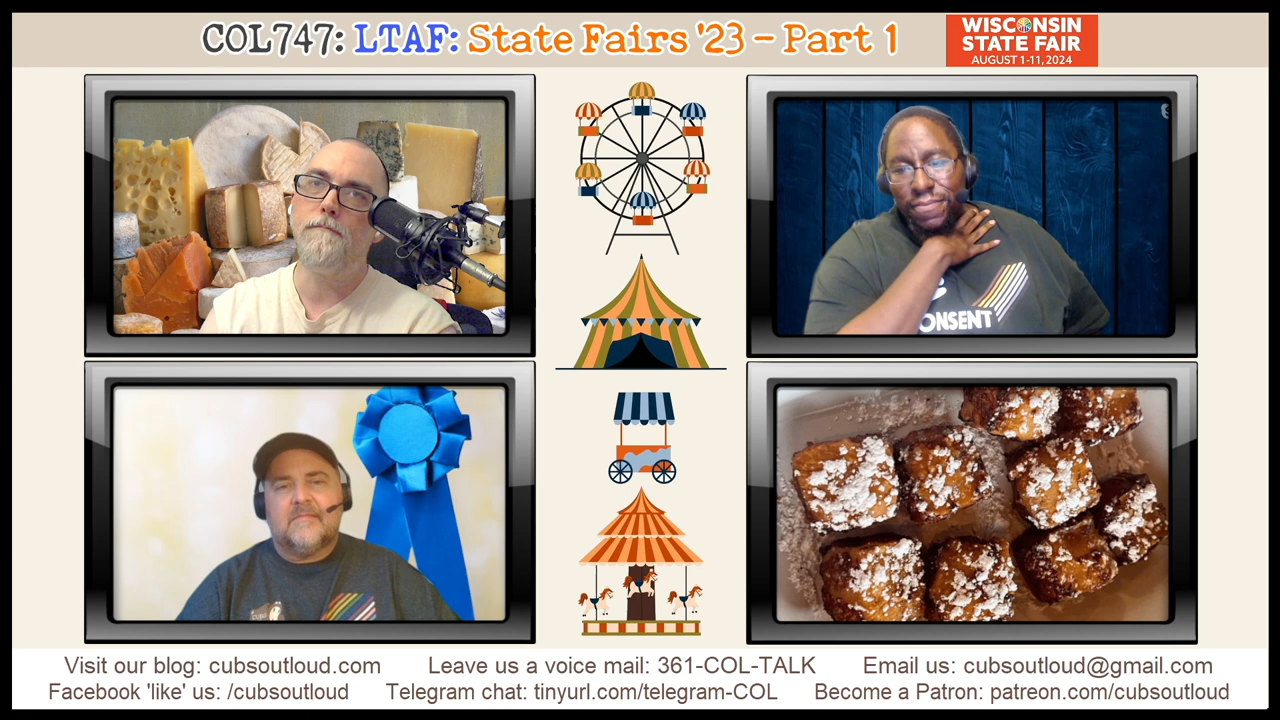 COL747: LTAF: State Fairs '23 - Part 1
WISCONSIN
STATE FAIR
AUGUST 1-11, 2024
ONSENT
Visit our blog: cubsoutloud.com Leave us a voice mail: 361-COL-TALK Email us: cubsoutloud@gmail.com
Facebook 'like' us: /cubsoutloud Telegram chat: tinyurl.com/telegram-COL Become a Patron: patreon.com/cubsoutloud